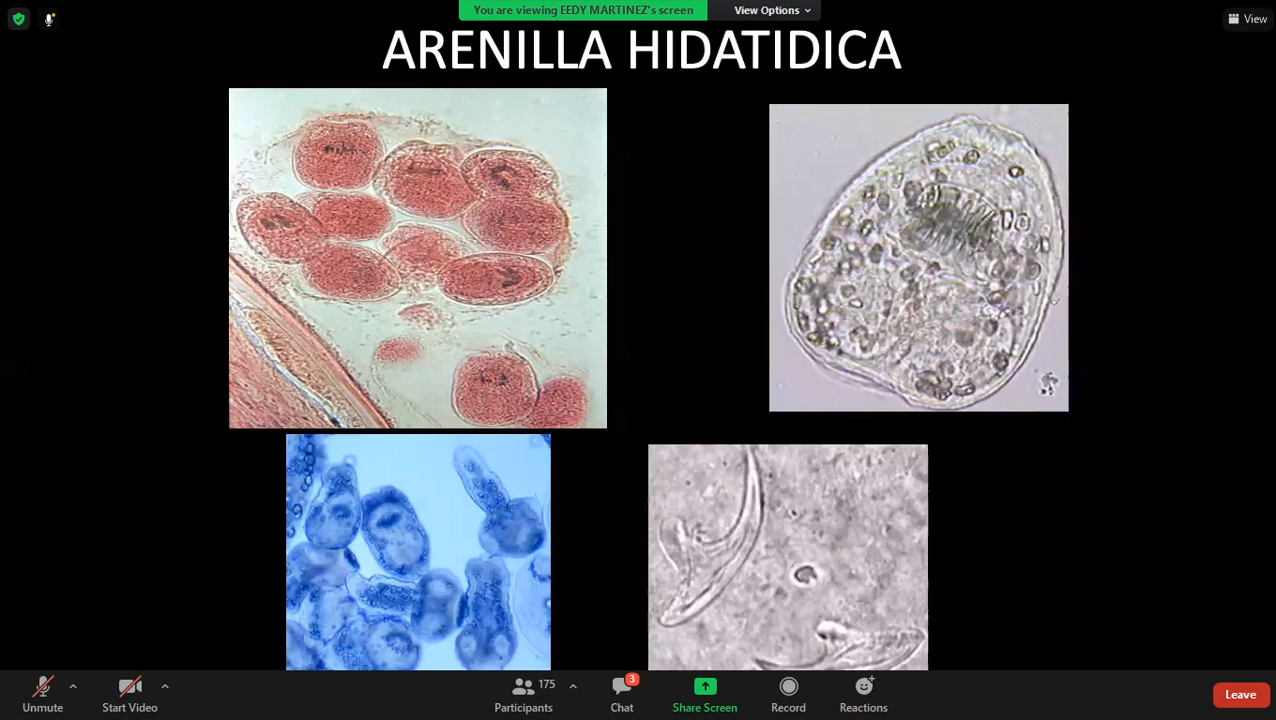 You are viewing EEDY MARTINEZ's screen
View Options
View
ARENILLA HIDATIDICA
Unmute
Start Video
175
Participants
3
Chat
Share Screen
Record
Reactions
Leave